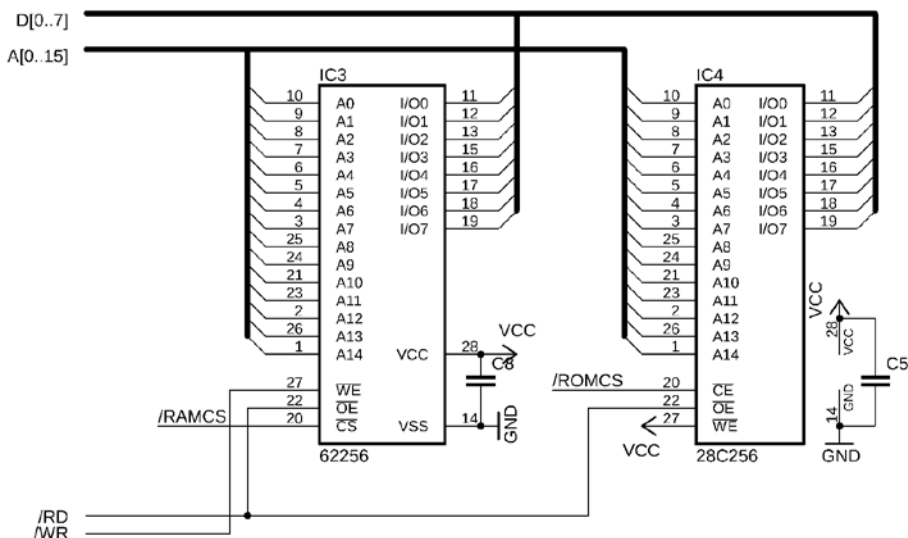 D[0..7]
A[0..15]
IC3
10 A0 I/O0 11
9 A1 I/O1 12
8 A2 I/O2 13
7 A3 I/O3 15
6 A4 I/O4 16
5 A5 I/O5 17
4 A6 I/O6 18
3 A7 I/O7 19
25 A8
24 A9
21 A10
23 A11
2 A12
26 A13
1 A14 VCC 28 VCC
C8
27 WE
22 OE
/RAMCS 20 CS VSS 14 GND
62256
IC4
10 A0 I/O0 11
9 A1 I/O1 12
8 A2 I/O2 13
7 A3 I/O3 15
6 A4 I/O4 16
5 A5 I/O5 17
4 A6 I/O6 18
3 A7 I/O7 19
25 A8
24 A9
21 A10
23 A11
2 A12
26 A13
1 A14
/ROMCS 20 CE
22 OE
VCC 27 WE
28C256
VCC
28 VCC
C5
14 GND
GND
/RD
/WR